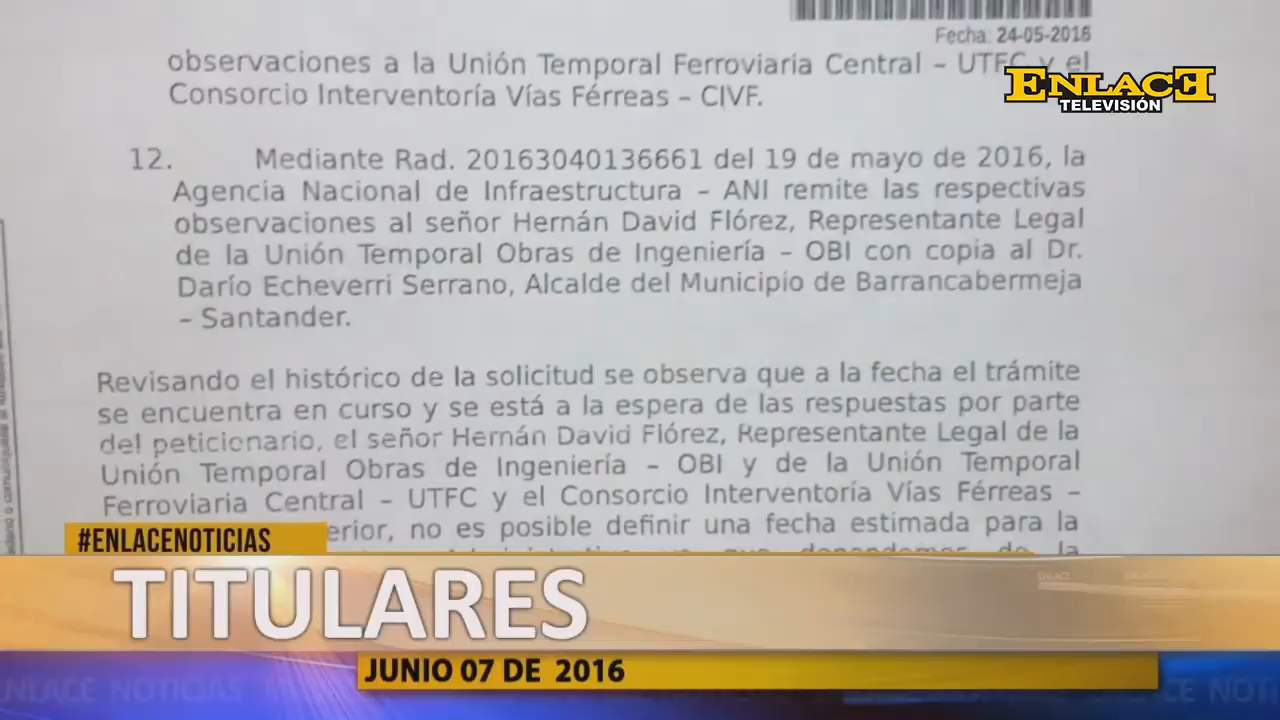 Fecha: 24-05-2016
observaciones a la Unión Temporal Ferroviaria Central – UTFC y el
Consorcio Interventoría Vías Férreas – CIVF.
ENLACE
TELEVISIÓN
12. Mediante Rad. 20163040136661 del 19 de mayo de 2016, la
Agencia Nacional de Infraestructura – ANI remite las respectivas
observaciones al señor Hernán David Flórez, Representante Legal
de la Unión Temporal Obras de Ingeniería – OBI con copia al Dr.
Darío Echeverri Serrano, Alcalde del Municipio de Barrancabermeja
– Santander.
Revisando el histórico de la solicitud se observa que a la fecha el trámite
se encuentra en curso y se está a la espera de las respuestas por parte
del peticionario, el señor Hernán David Flórez, Representante Legal de la
Unión Temporal Obras de Ingeniería – OBI y de la Unión Temporal
Ferroviaria Central – UTFC y el Consorcio Interventoría Vías Férreas –
erior, no es posible definir una fecha estimada para la
#ENLACENOTICIAS
TITULARES
JUNIO 07 DE 2016
ENLACE NOTICIAS